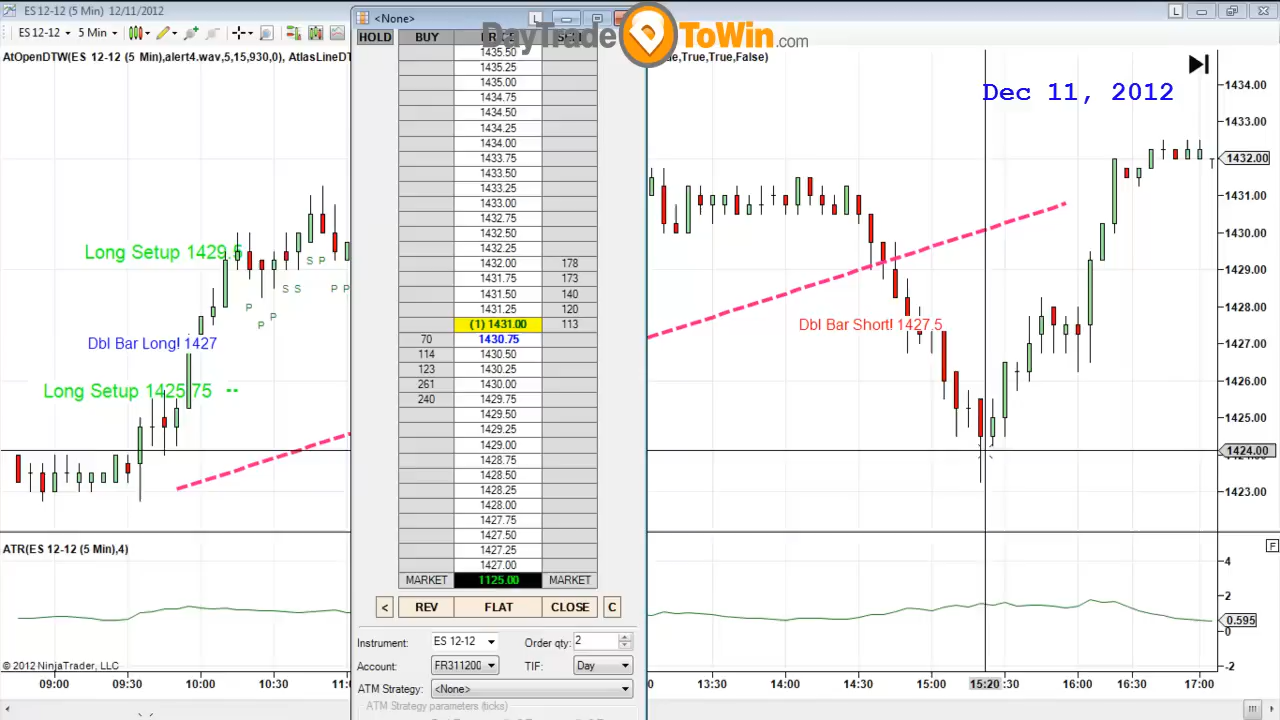 ES 12-12 (5 Min) 12/11/2012
<None>
L
L
ES 12-12
5 Min
DayTradeToWin.com
HOLD
BUY
AtOpenDTW(ES 12-12 (5 Min),alert4.wav,5,15,930,0), AtlasLineDT
e,True,True,False)
Dec 11, 2012
1435.50
1435.25
1435.00
1434.75
1434.50
1434.25
1434.00
1433.75
1433.50
1433.25
1433.00
1432.75
1432.50
1432.25
1432.00 178
1431.75 173
1431.50 140
1431.25 120
(1) 1431.00 113
70 1430.75
114 1430.50
123 1430.25
261 1430.00
240 1429.75
1429.50
1429.25
1429.00
1428.75
1428.50
1428.25
1428.00
1427.75
1427.50
1427.25
1427.00
MARKET 1125.00 MARKET
< REV FLAT CLOSE C
Instrument: ES 12-12 Order qty: 2
Account: FR311200 TIF: Day
ATM Strategy: <None>
ATM Strategy parameters (ticks)
Long Setup 1429.5
S P
S S
P P
P
P
P
Dbl Bar Long! 1427
Long Setup 1425.75 --
Dbl Bar Short! 1427.5
1434.00
1433.00
1432.00
1431.00
1430.00
1429.00
1428.00
1427.00
1426.00
1425.00
1424.00
1423.00
ATR(ES 12-12 (5 Min),4)
F
4
2
0.595
0
-2
© 2012 NinjaTrader, LLC
09:00 09:30 10:00 10:30 11:0
0 13:30 14:00 14:30 15:00 15:20 :30 16:00 16:30 17:00